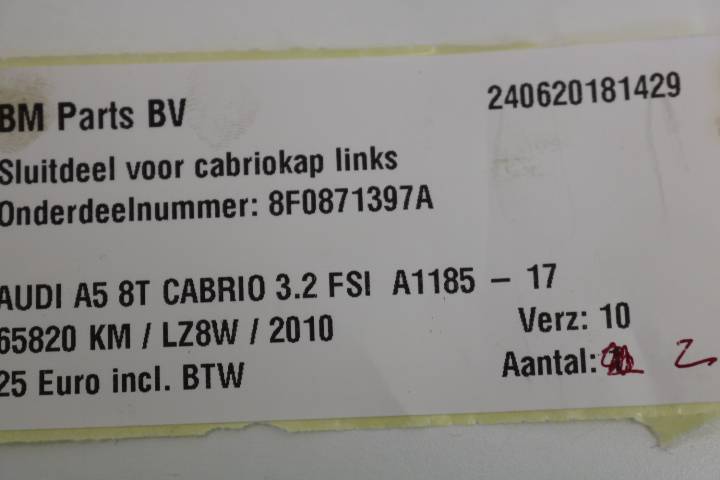 BM Parts BV 240620181429
Sluitdeel voor cabriokap links
Onderdeelnummer: 8F0871397A
AUDI A5 8T CABRIO 3.2 FSI A1185 - 17
65820 KM / LZ8W / 2010 Verz: 10
25 Euro incl. BTW Aantal: 2